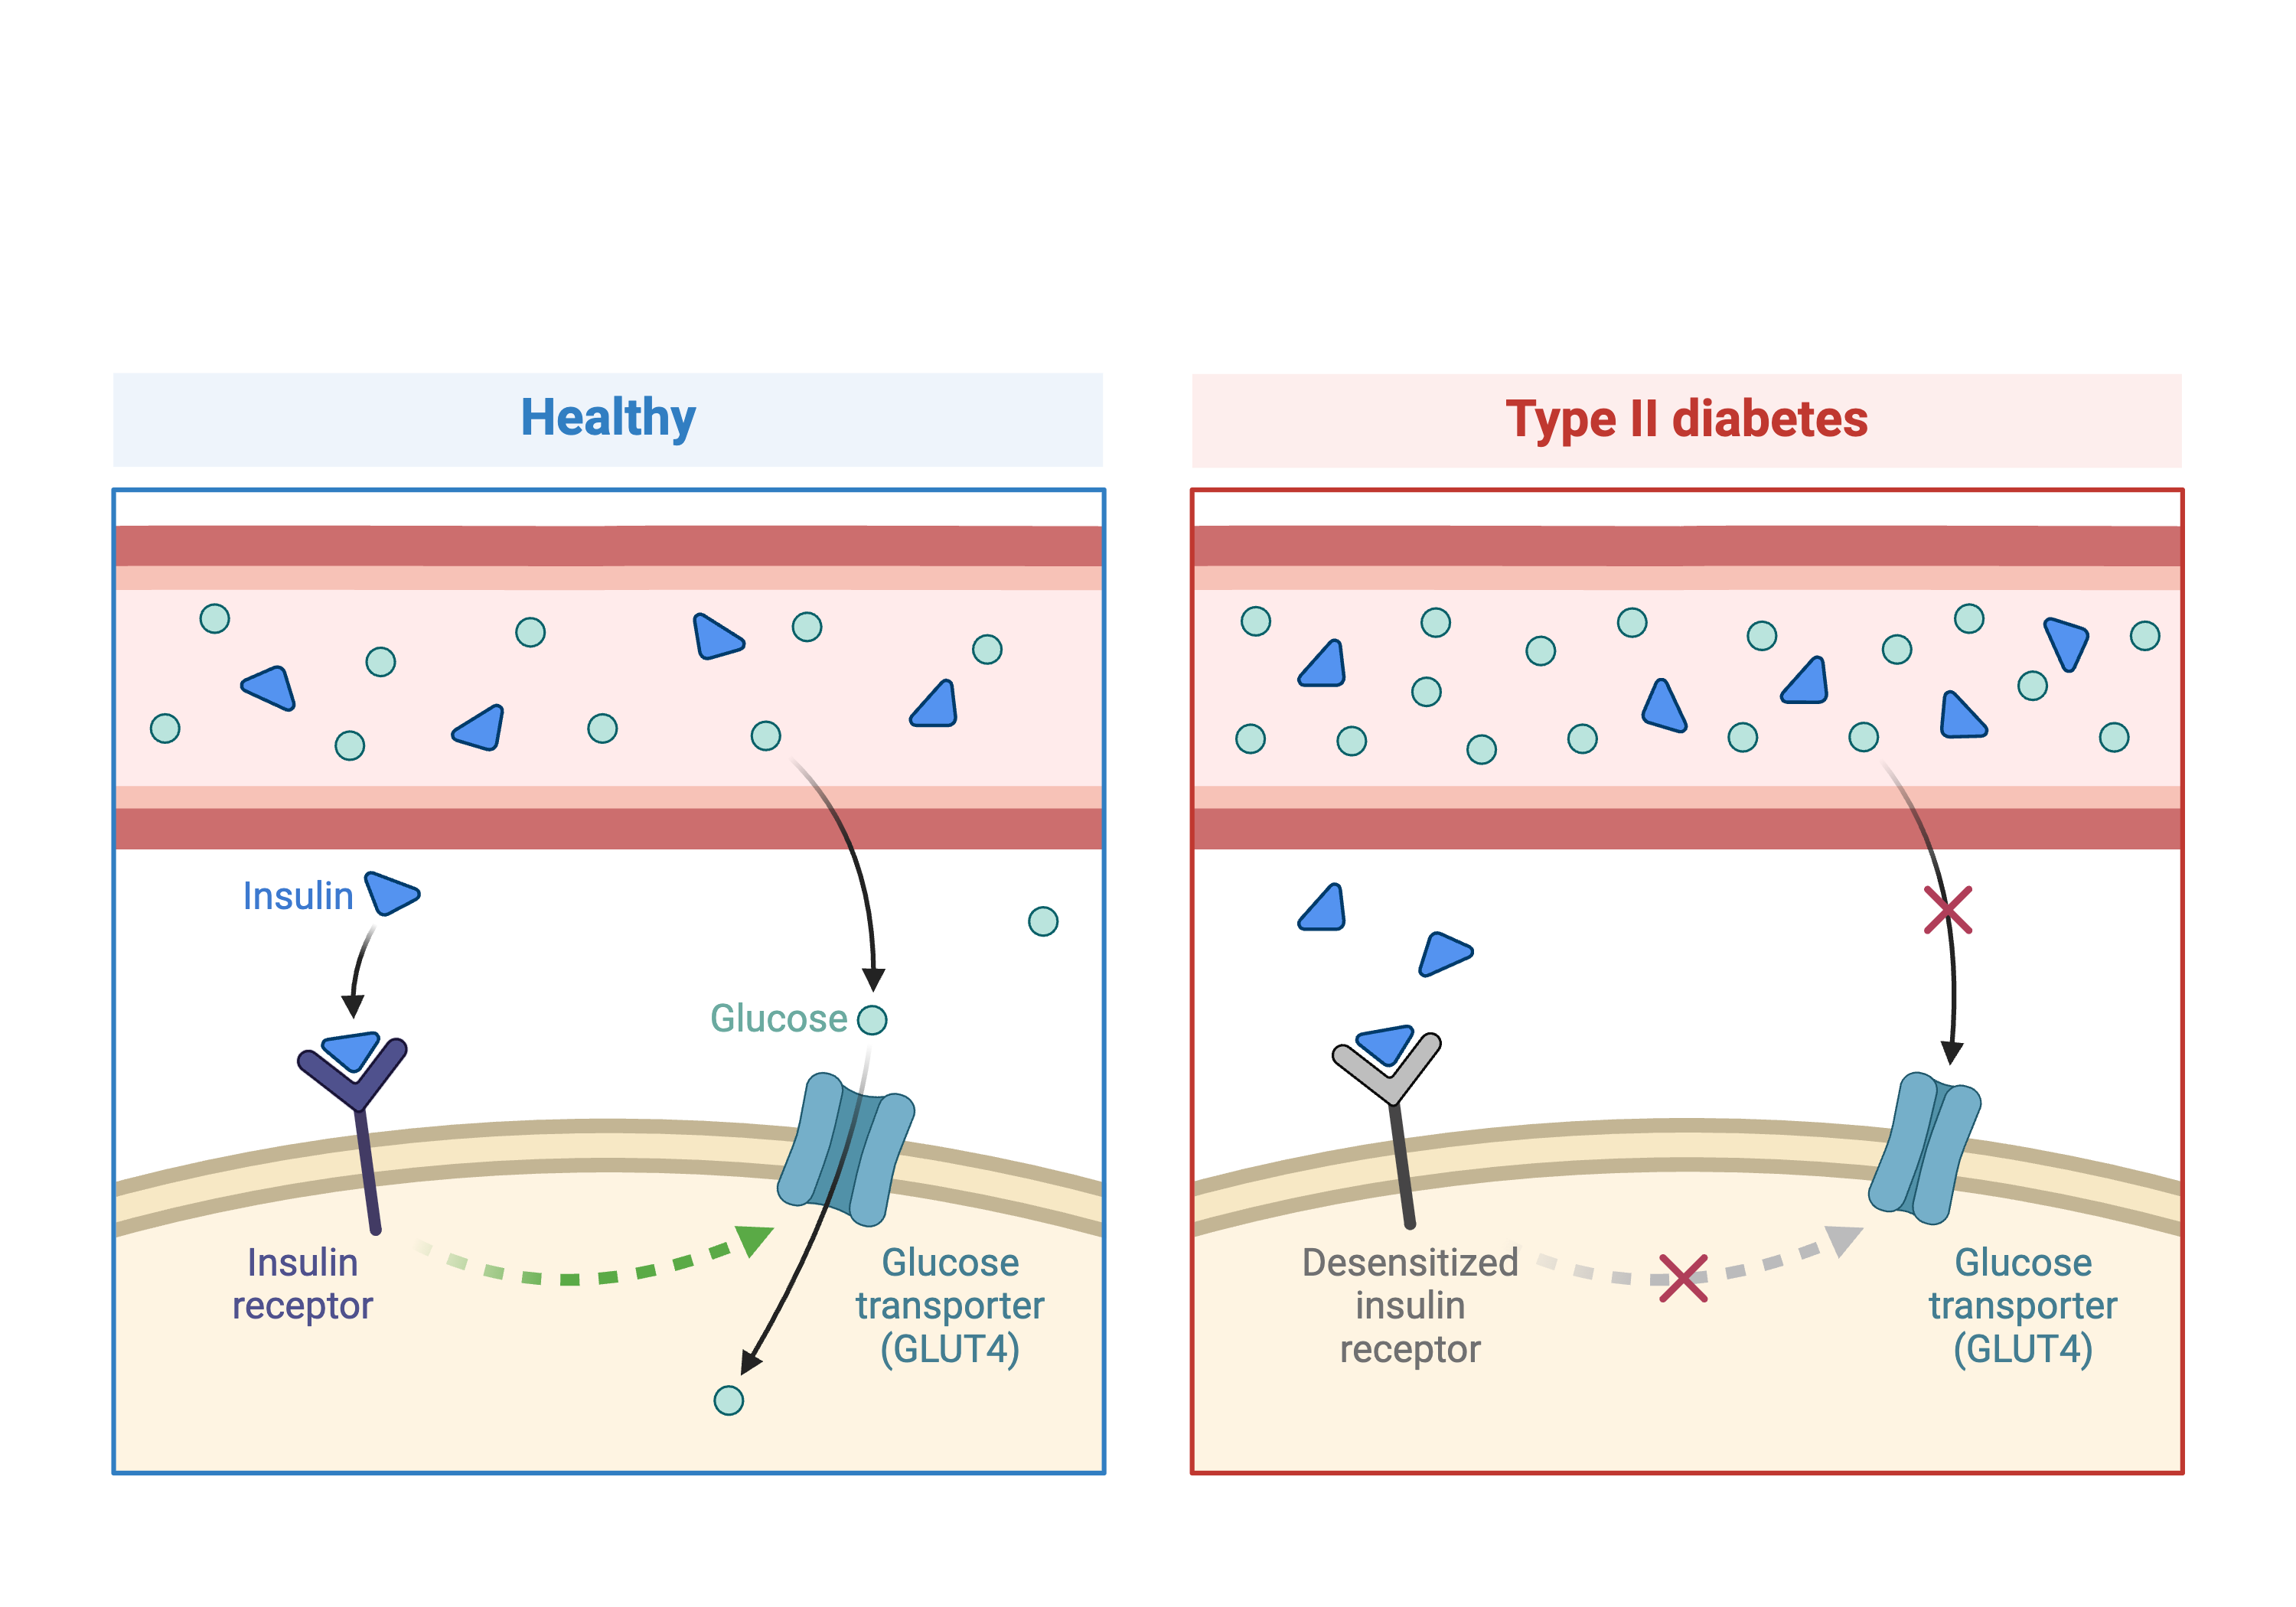 Healthy
Type II diabetes
Insulin
Glucose
Insulin
receptor
Glucose
transporter
(GLUT4)
Desensitized
insulin
receptor
Glucose
transporter
(GLUT4)